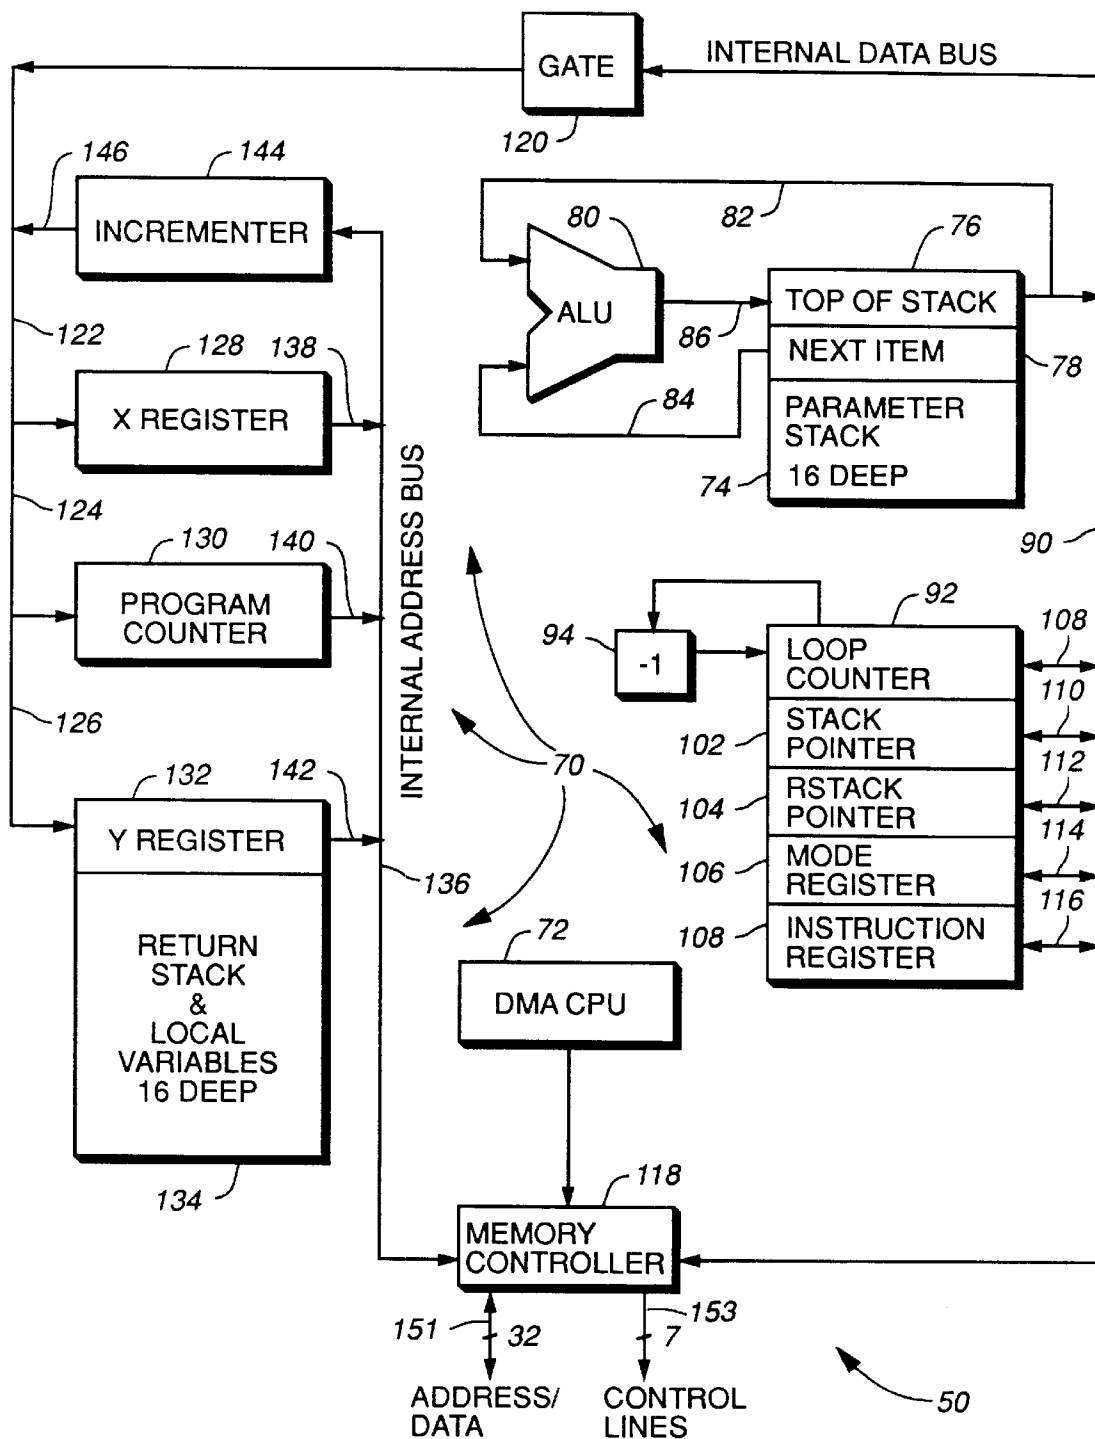 GATE
INTERNAL DATA BUS
120
146
144
INCREMENTER
82
80
76
ALU
TOP OF STACK
86
NEXT ITEM
78
84
PARAMETER
STACK
16 DEEP
74
122
128
138
X REGISTER
INTERNAL ADDRESS BUS
124
130
140
PROGRAM
COUNTER
90
94
-1
92
LOOP
COUNTER
108
110
102
STACK
POINTER
112
104
RSTACK
POINTER
114
106
MODE
REGISTER
116
108
INSTRUCTION
REGISTER
70
126
132
142
Y REGISTER
136
RETURN
STACK
&
LOCAL
VARIABLES
16 DEEP
134
72
DMA CPU
118
MEMORY
CONTROLLER
151
32
153
7
ADDRESS/
DATA
CONTROL
LINES
50